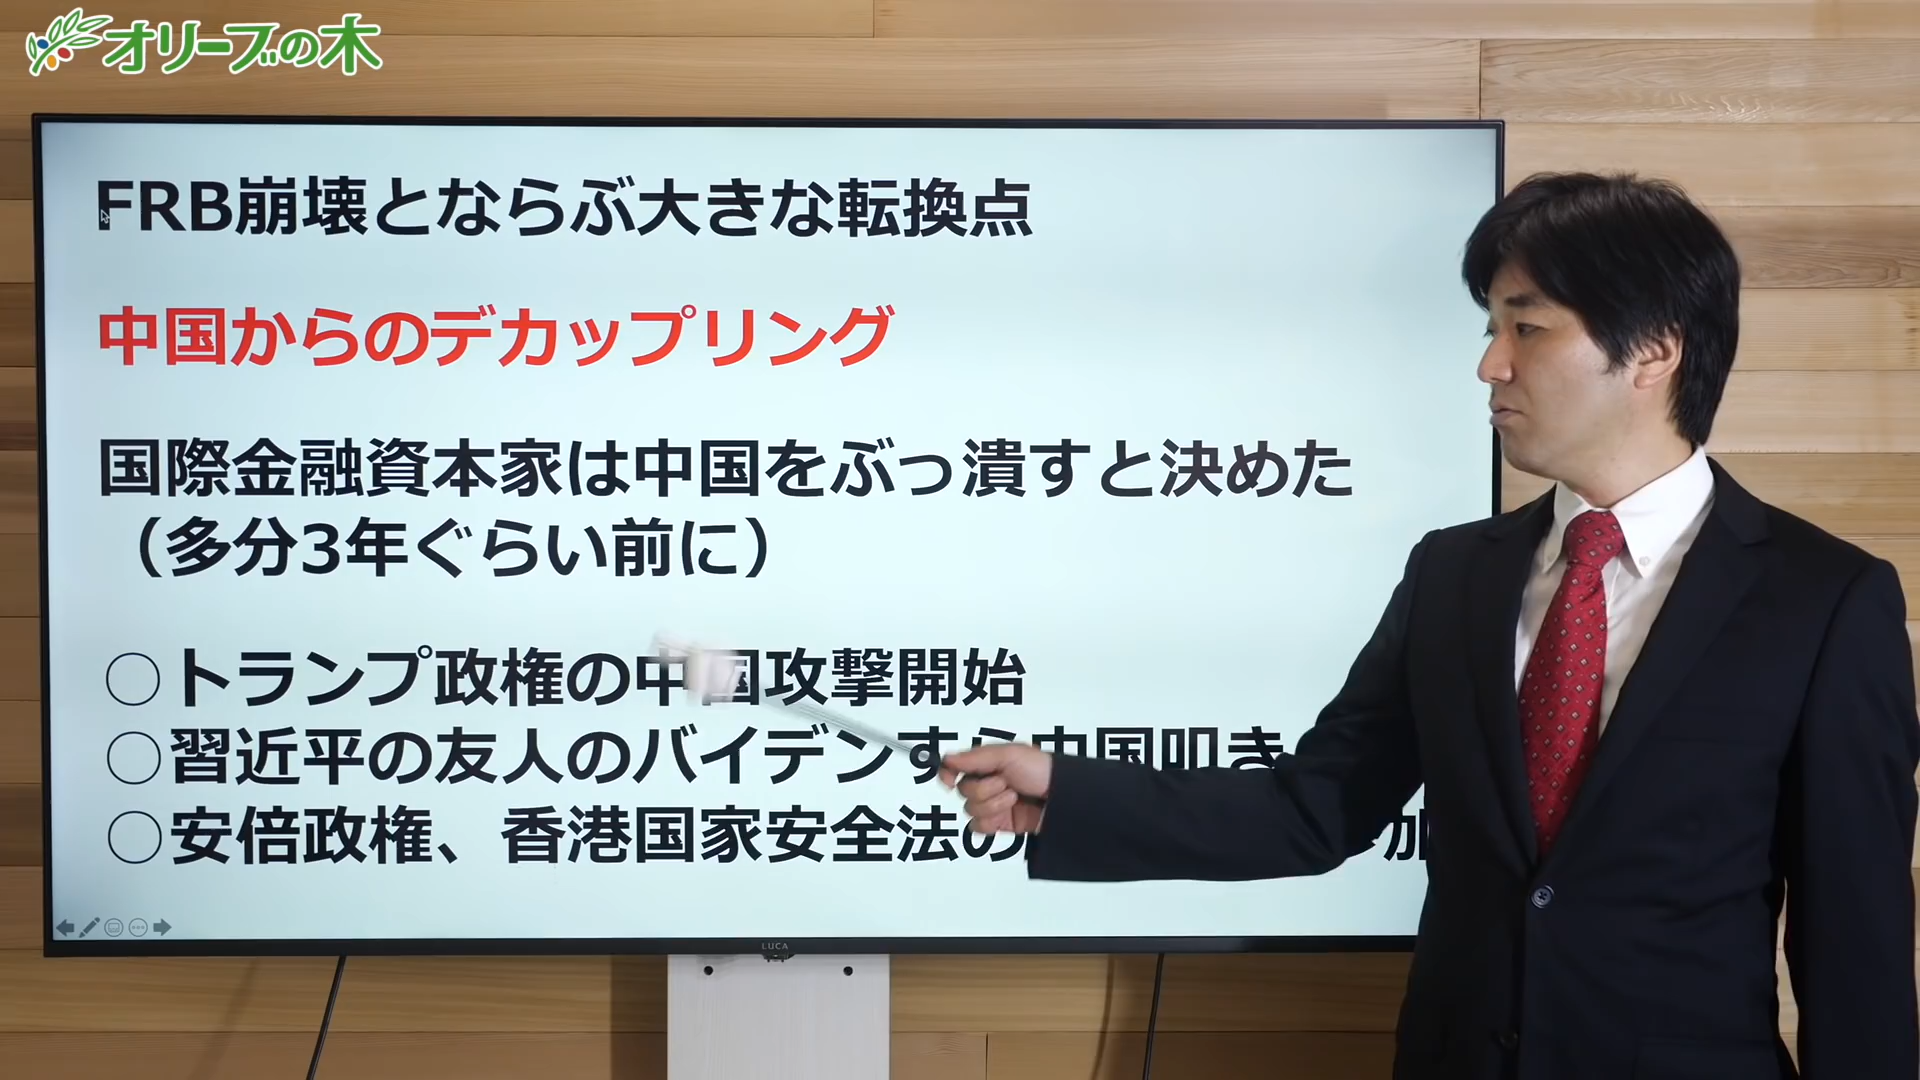 オリーブの木
FRB崩壊とならぶ大きな転換点
中国からのデカップリング
国際金融資本家は中国をぶっ潰すと決めた
（多分3年ぐらい前に）
○トランプ政権の中国攻撃開始
○習近平の友人のバイデンすら中国叩き
○安倍政権、香港国家安全法の
LUCA